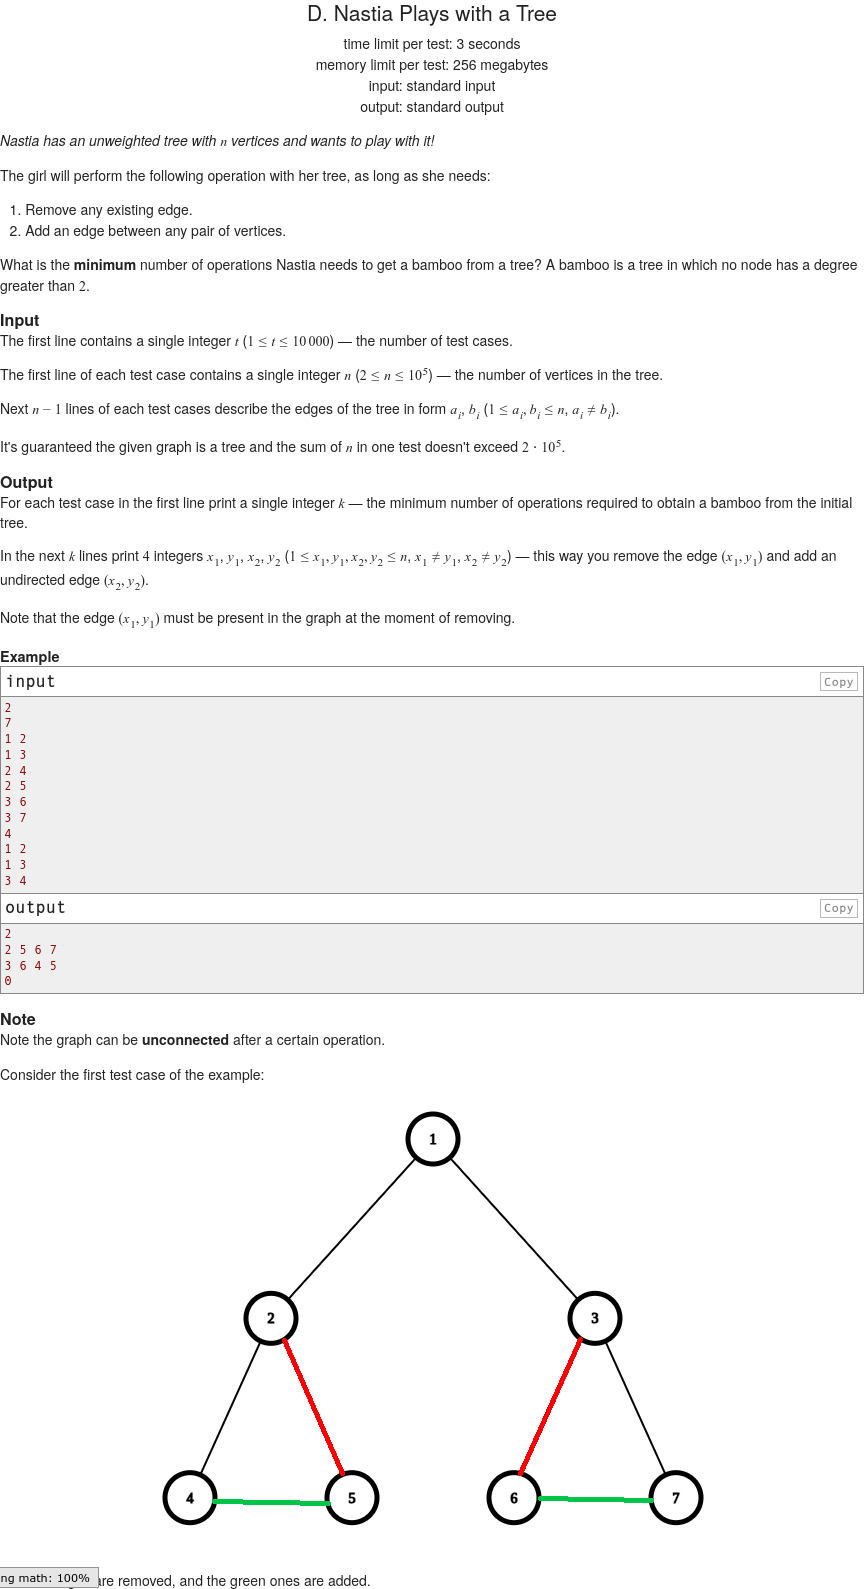 D. Nastia Plays with a Tree
time limit per test: 3 seconds
memory limit per test: 256 megabytes
input: standard input
output: standard output
Nastia has an unweighted tree with n vertices and wants to play with it!
The girl will perform the following operation with her tree, as long as she needs:
1. Remove any existing edge.
2. Add an edge between any pair of vertices.
What is the minimum number of operations Nastia needs to get a bamboo from a tree? A bamboo is a tree in which no node has a degree
greater than 2.
Input
The first line contains a single integer t (1 ≤ t ≤ 10 000) — the number of test cases.
The first line of each test case contains a single integer n (2 ≤ n ≤ 10^5) — the number of vertices in the tree.
Next n − 1 lines of each test cases describe the edges of the tree in form a_i, b_i (1 ≤ a_i, b_i ≤ n, a_i ≠ b_i).
It's guaranteed the given graph is a tree and the sum of n in one test doesn't exceed 2 · 10^5.
Output
For each test case in the first line print a single integer k — the minimum number of operations required to obtain a bamboo from the initial
tree.
In the next k lines print 4 integers x_1, y_1, x_2, y_2 (1 ≤ x_1, y_1, x_2, y_2 ≤ n, x_1 ≠ y_1, x_2 ≠ y_2) — this way you remove the edge (x_1, y_1) and add an
undirected edge (x_2, y_2).
Note that the edge (x_1, y_1) must be present in the graph at the moment of removing.
Example
input
Copy
2
7
1 2
1 3
2 4
2 5
3 6
3 7
4
1 2
1 3
3 4
output
Copy
2
2 5 6 7
3 6 4 5
0
Note
Note the graph can be unconnected after a certain operation.
Consider the first test case of the example:
1
2
3
4
5
6
7
ng math: 100%
are removed, and the green ones are added.